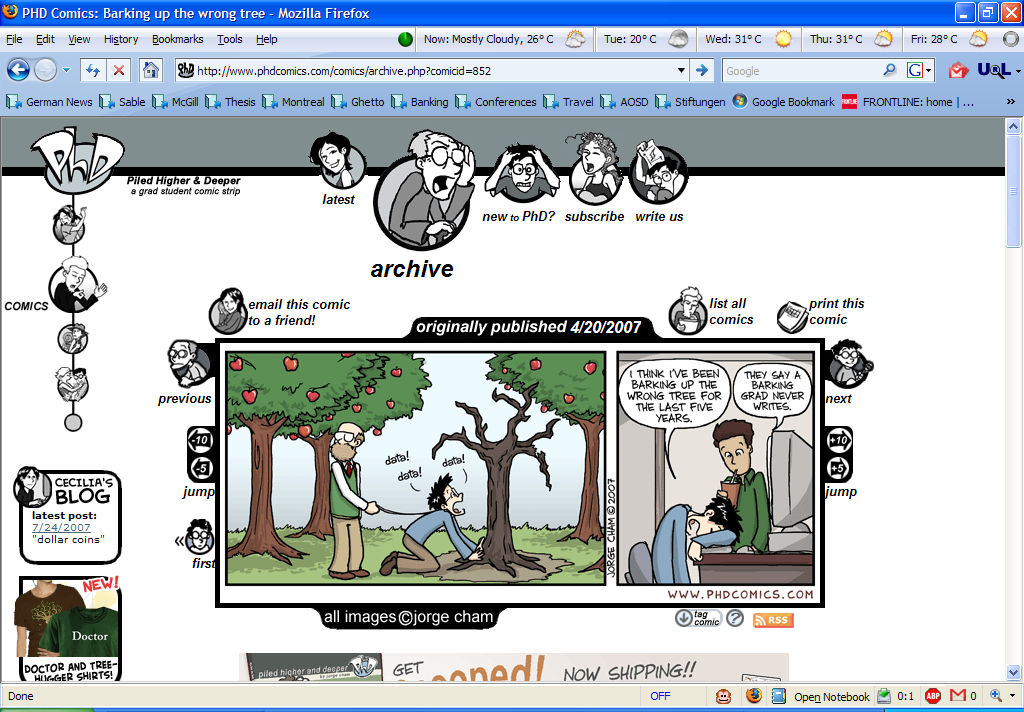 PHD Comics: Barking up the wrong tree - Mozilla Firefox
File Edit View History Bookmarks Tools Help
Now: Mostly Cloudy, 26° C Tue: 20° C Wed: 31° C Thu: 31° C Fri: 28° C
http://www.phdcomics.com/comics/archive.php?comicid=852
Google
G
UQL
German News Sable McGill Thesis Montreal Ghetto Banking Conferences Travel AOSD Stiftungen Google Bookmark FRONTLINE: home | ... »
PhD
Piled Higher & Deeper
a grad student comic strip
latest
archive
new to PhD?
subscribe
write us
COMICS
email this comic
to a friend!
list all
comics
print this
comic
originally published 4/20/2007
previous
next
-10
-5
jump
+10
+5
jump
«
first
data!
data!
data!
JORGE CHAM © 2007
I THINK I'VE BEEN
BARKING UP THE
WRONG TREE FOR
THE LAST FIVE
YEARS.
THEY SAY A
BARKING
GRAD NEVER
WRITES.
WWW.PHDCOMICS.COM
all images©jorge cham
tag
comic
?
RSS
CECILIA'S
BLOG
latest post:
7/24/2007
"dollar coins"
NEW!
Doctor
DOCTOR AND TREE-
HUGGER SHIRTS!
piled higher and deeper
by jorge cham
GET
NOW SHIPPING!!
Done
OFF
Open Notebook
0:1
ABP
0